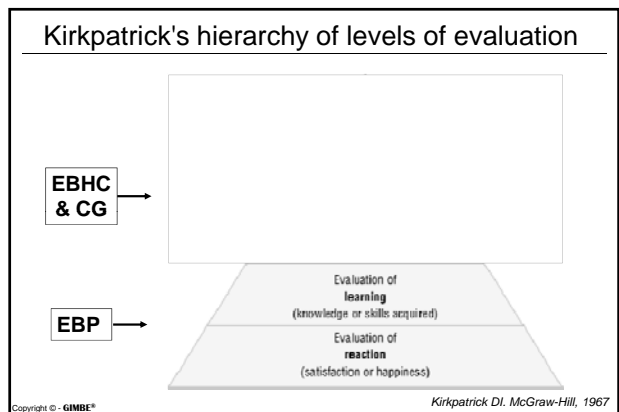 Kirkpatrick's hierarchy of levels of evaluation
EBHC
& CG
Evaluation of
learning
(knowledge or skills acquired)
EBP
Evaluation of
reaction
(satisfaction or happiness)
Copyright © - GIMBE®
Kirkpatrick DI. McGraw-Hill, 1967